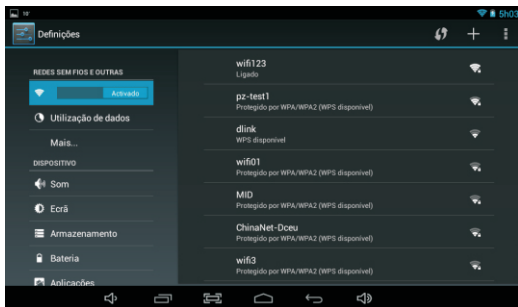 10'
5h03
Definições
REDES SEM FIOS E OUTRAS
Activado
Utilização de dados
Mais...
DISPOSITIVO
Som
Ecrã
Armazenamento
Bateria
Aplicações
wifi123
Ligado
pz-test1
Protegido por WPA/WPA2 (WPS disponível)
dlink
WPS disponível
wifi01
Protegido por WPA/WPA2 (WPS disponível)
MID
Protegido por WPA/WPA2 (WPS disponível)
ChinaNet-Dceu
Protegido por WPA/WPA2 (WPS disponível)
wifi3
Protegido por WPA/WPA2 (WPS disponível)